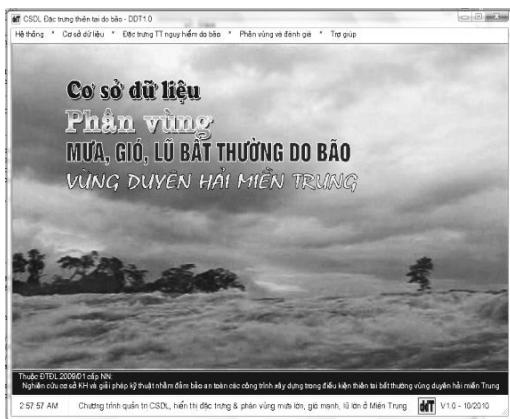 CSDL Đặc trưng thiên tai do bão - DDT1.0
Hệ thống * Cơ sở dữ liệu * Đặc trưng TT nguy hiểm do bão * Phân vùng và đánh giá * Trợ giúp
Cơ sở dữ liệu
Phân vùng
MƯA, GIÓ, LŨ BẤT THƯỜNG DO BÃO
VÙNG DUYÊN HẢI MIỀN TRUNG
Thuộc ĐTĐL 2009/01 cấp NN:
Nghiên cứu cơ sở KH và giải pháp kỹ thuật nhằm đảm bảo an toàn các công trình xây dựng trong điều kiện thiên tai bất thường vùng duyên hải miền Trung
2:57:57 AM Chương trình quản trị CSDL, hiển thị đặc trưng & phân vùng mưa lớn, gió mạnh, lũ lớn ở Miền Trung V1.0 - 10/2010